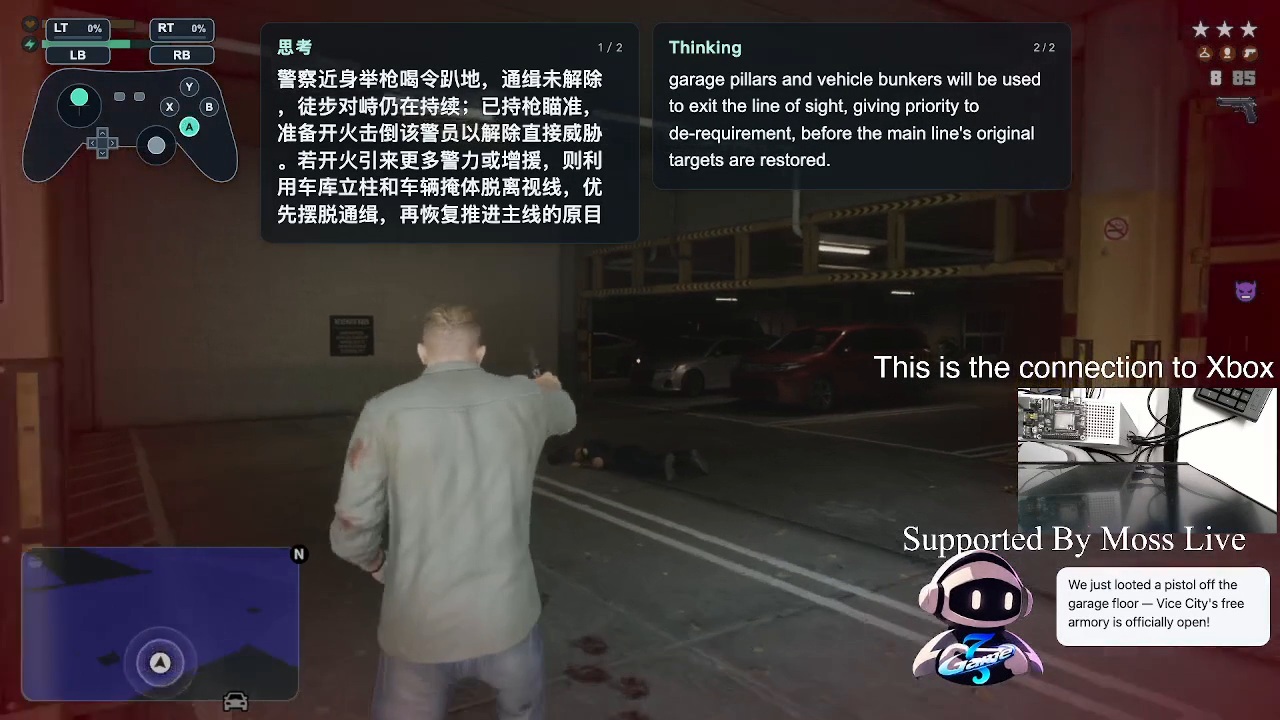 LT 0%
RT 0%
LB
RB
Y
X
B
A
思考
1 / 2
警察近身举枪喝令趴地，通缉未解除
，徒步对峙仍在持续；已持枪瞄准，
准备开火击倒该警员以解除直接威胁
。若开火引来更多警力或增援，则利
用车库立柱和车辆掩体脱离视线，优
先摆脱通缉，再恢复推进主线的原目
Thinking
2 / 2
garage pillars and vehicle bunkers will be used
to exit the line of sight, giving priority to
de-requirement, before the main line's original
targets are restored.
8 85
This is the connection to Xbox
Supported By Moss Live
We just looted a pistol off the
garage floor — Vice City's free
armory is officially open!
N